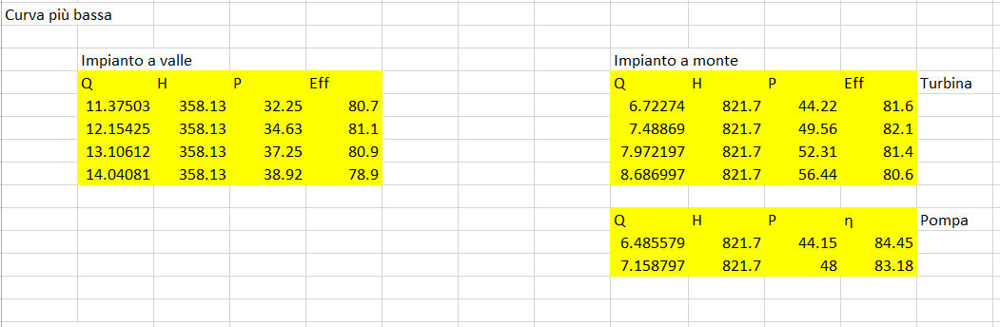 Curva più bassa
Impianto a valle Impianto a monte
Q H P Eff Q H P Eff Turbina
11.37503 358.13 32.25 80.7 6.72274 821.7 44.22 81.6
12.15425 358.13 34.63 81.1 7.48869 821.7 49.56 82.1
13.10612 358.13 37.25 80.9 7.972197 821.7 52.31 81.4
14.04081 358.13 38.92 78.9 8.686997 821.7 56.44 80.6
Q H P η Pompa
6.485579 821.7 44.15 84.45
7.158797 821.7 48 83.18